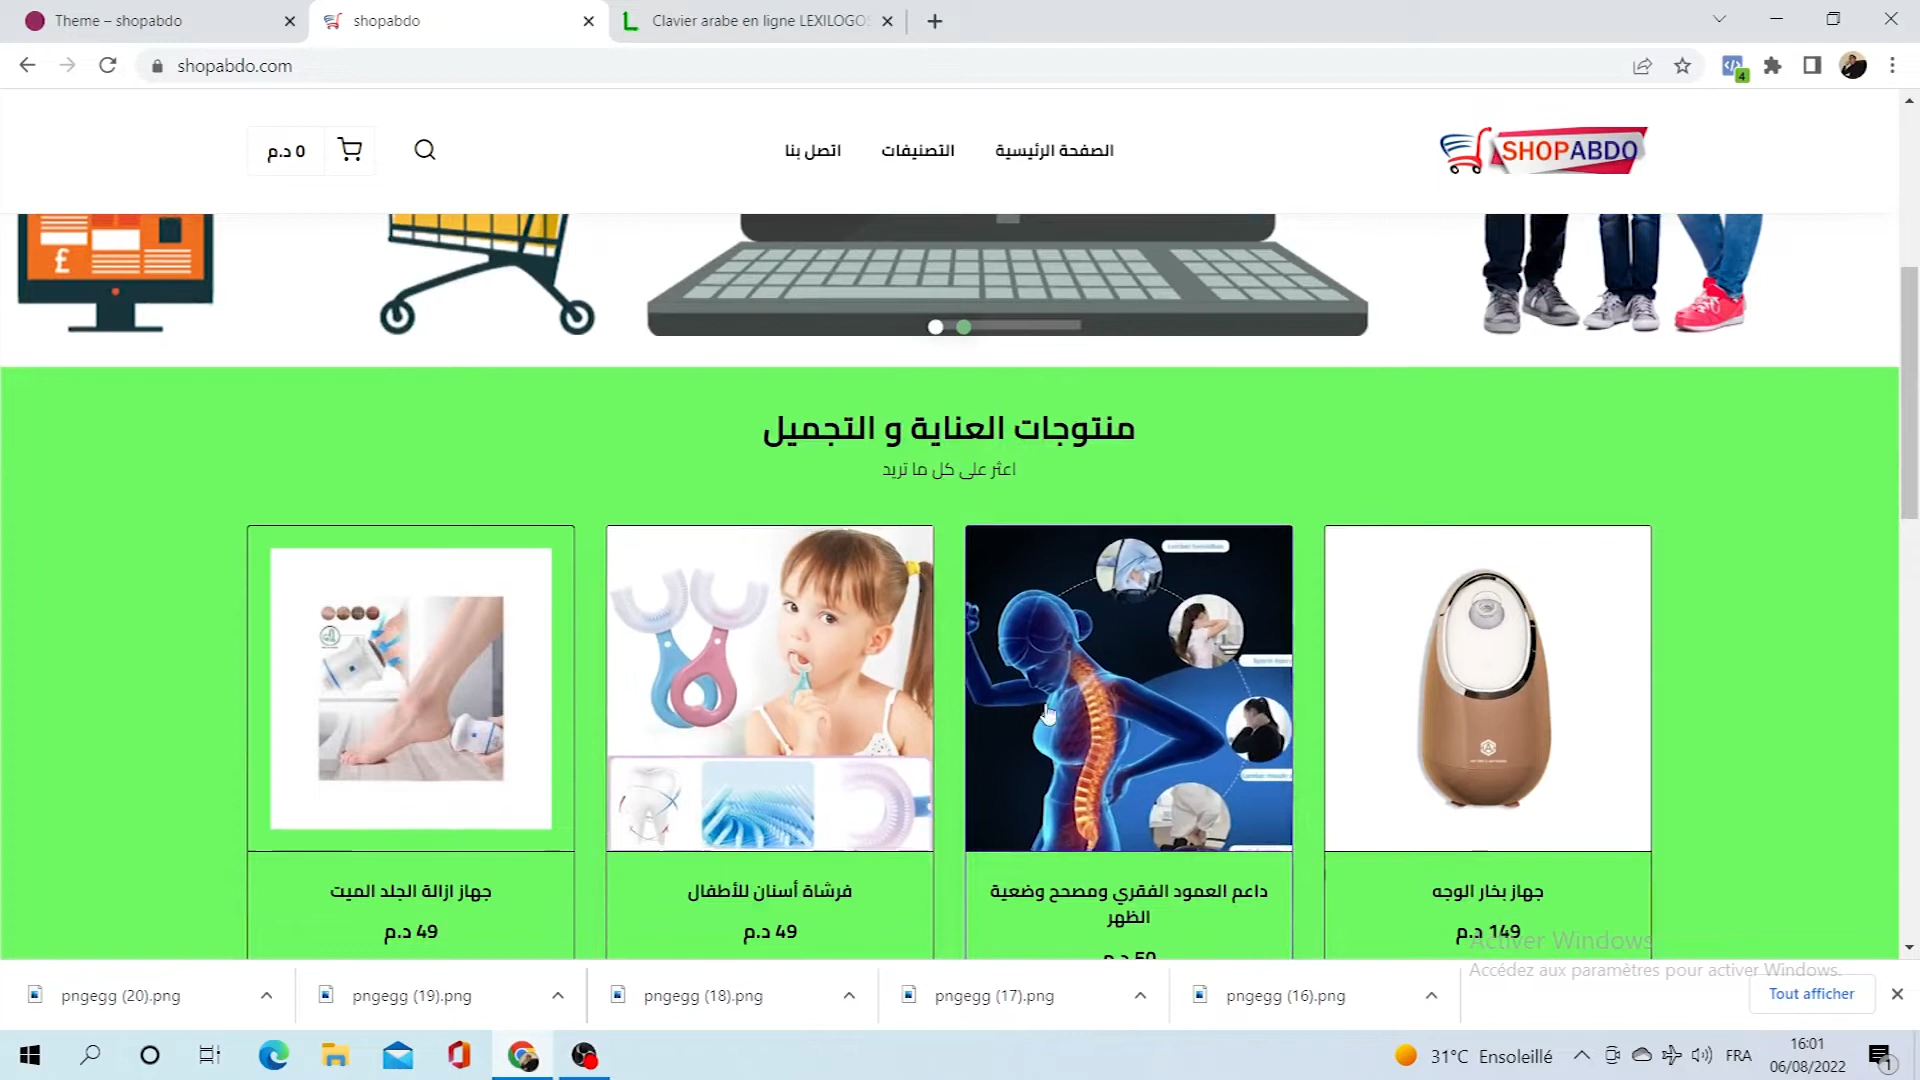 Theme – shopabdo
shopabdo
Clavier arabe en ligne LEXILOGOS
shopabdo.com
4
SHOPABDO
الصفحة الرئيسية
التصنيفات
اتصل بنا
0 د.م
£
منتوجات العناية و التجميل
اعثر على كل ما تريد
جهاز بخار الوجه
149 د.م
داعم العمود الفقري ومصحح وضعية
الظهر
50 د.م
فرشاة أسنان للأطفال
49 د.م
جهاز ازالة الجلد الميت
49 د.م
Activer Windows
Accédez aux paramètres pour activer Windows.
pngegg (20).png
pngegg (19).png
pngegg (18).png
pngegg (17).png
pngegg (16).png
Tout afficher
31°C Ensoleillé
FRA
16:01
06/08/2022
1